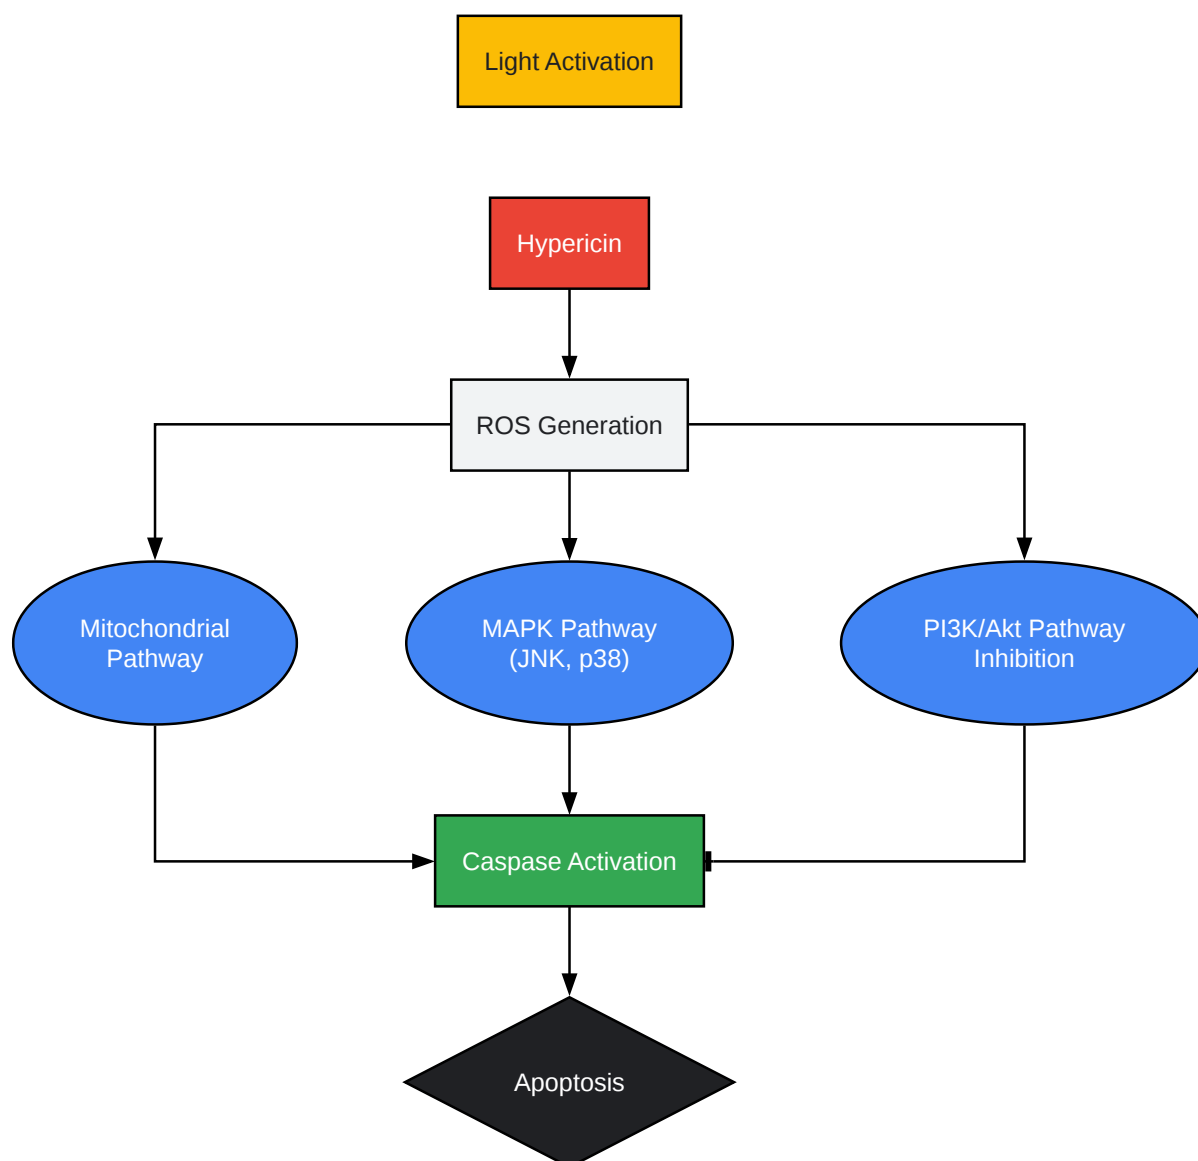 Light Activation
Hypericin
ROS Generation
Mitochondrial
Pathway
MAPK Pathway
(JNK, p38)
PI3K/Akt Pathway
Inhibition
Caspase Activation
Apoptosis